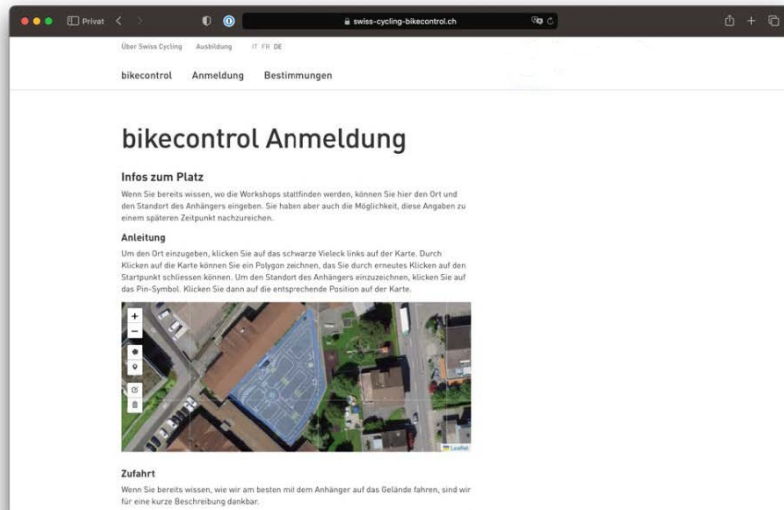 Privat
swiss-cycling-bikecontrol.ch
Über Swiss Cycling Ausbildung IT FR DE
bikecontrol Anmeldung Bestimmungen
bikecontrol Anmeldung
Infos zum Platz
Wenn Sie bereits wissen, wo die Workshops stattfinden werden, können Sie hier den Ort und
den Standort des Anhängers eingeben. Sie haben aber auch die Möglichkeit, diese Angaben zu
einem späteren Zeitpunkt nachzureichen.
Anleitung
Um den Ort einzugeben, klicken Sie auf das schwarze Vieleck links auf der Karte. Durch
Klicken auf die Karte können Sie ein Polygon zeichnen, das Sie durch erneutes Klicken auf den
Startpunkt schliessen können. Um den Standort des Anhängers einzuzeichnen, klicken Sie auf
das Pin-Symbol. Klicken Sie dann auf die entsprechende Position auf der Karte.
+
−
Leaflet
Zufahrt
Wenn Sie bereits wissen, wie wir am besten mit dem Anhänger auf das Gelände fahren, sind wir
für eine kurze Beschreibung dankbar.